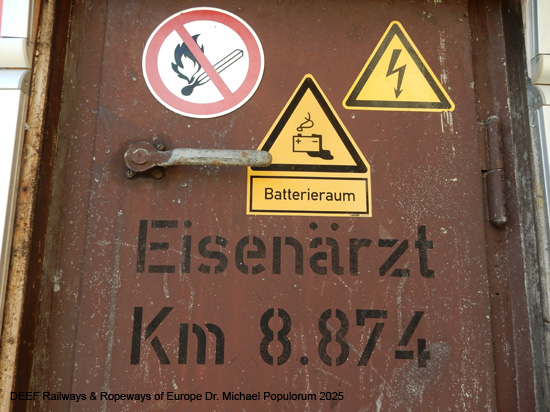 Batterieraum
Eisenärzt
Km 8.874
DEEF Railways & Ropeways of Europe Dr. Michael Populorum 2025